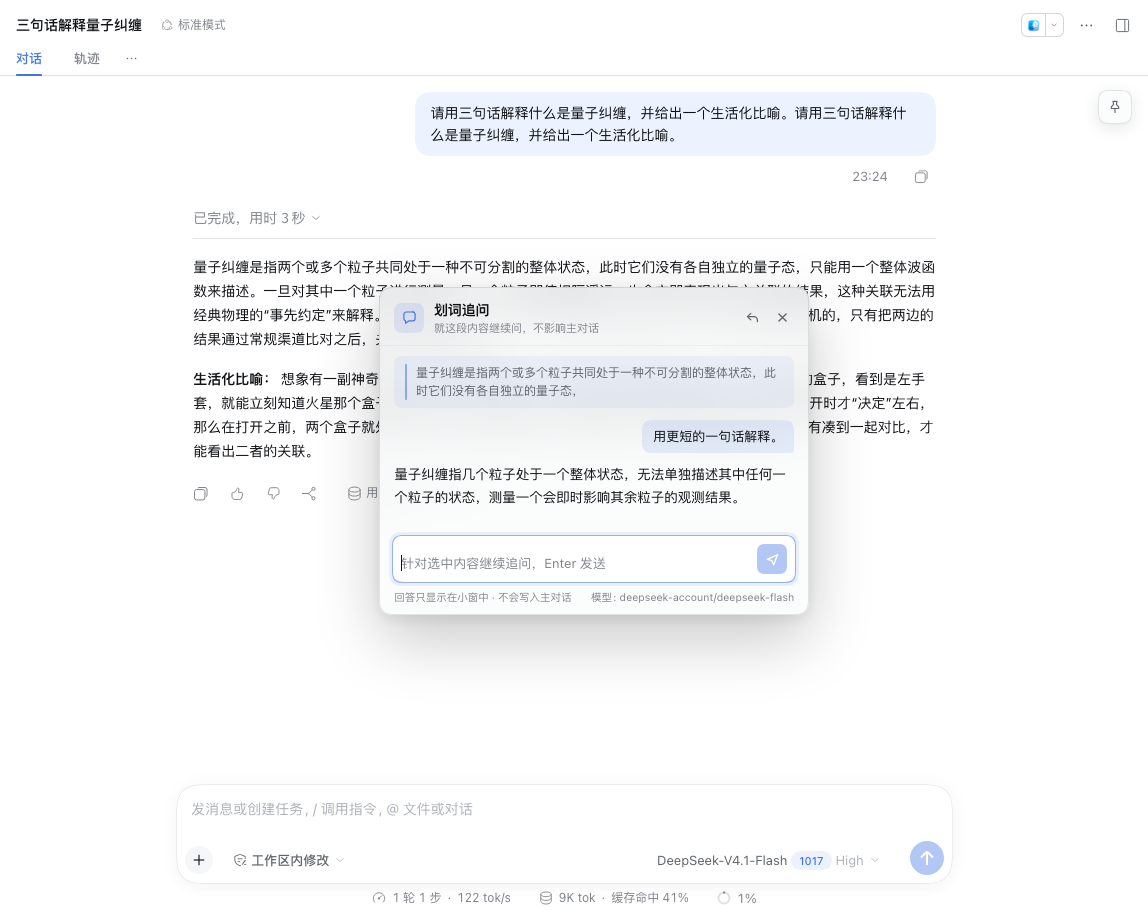 三句话解释量子纠缠 标准模式
对话 轨迹 ···
请用三句话解释什么是量子纠缠，并给出一个生活化比喻。请用三句话解释什
么是量子纠缠，并给出一个生活化比喻。
23:24
已完成，用时 3 秒
量子纠缠是指两个或多个粒子共同处于一种不可分割的整体状态，此时它们没有各自独立的量子态，只能用一个整体波函
数来描述。一旦对其中一个粒子 果，这种关联无法用
经典物理的“事先约定”来解释。 机的，只有把两边的
结果通过常规渠道比对之后，
生活化比喻： 想象有一副神奇 盒子，看到是左手
套，就能立刻知道火星那个盒 开时才“决定”左右，
那么在打开之前，两个盒子就 有凑到一起对比，才
能看出二者的关联。
用
划词追问
就这段内容继续问，不影响主对话
量子纠缠是指两个或多个粒子共同处于一种不可分割的整体状态，此
时它们没有各自独立的量子态，
用更短的一句话解释。
量子纠缠指几个粒子处于一个整体状态，无法单独描述其中任何一
个粒子的状态，测量一个会即时影响其余粒子的观测结果。
针对选中内容继续追问，Enter 发送
回答只显示在小窗中 · 不会写入主对话 模型: deepseek-account/deepseek-flash
发消息或创建任务, / 调用指令, @ 文件或对话
工作区内修改 DeepSeek-V4.1-Flash 1017 High
1 轮 1 步 · 122 tok/s 9K tok · 缓存命中 41% 1%